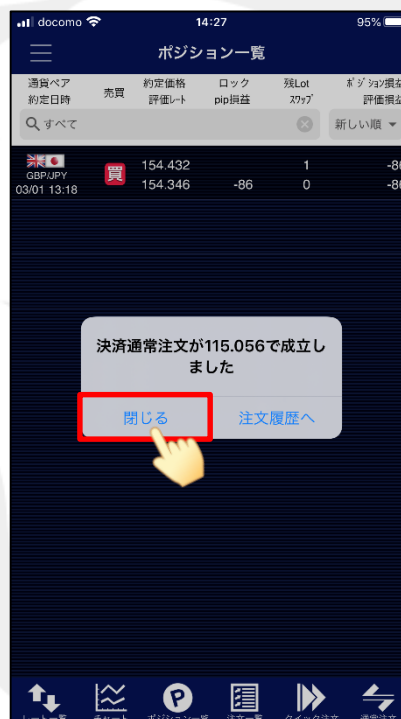 docomo 14:27 95%
ポジション一覧
通貨ペア 売買 約定価格 ロック 残Lot ポジション損益
約定日時 評価レート pip損益 スワップ 評価損益
すべて 新しい順
GBP/JPY 買 154.432 1 -86
03/01 13:18 154.346 -86 0 -86
決済通常注文が115.056で成立し
ました
閉じる 注文履歴へ